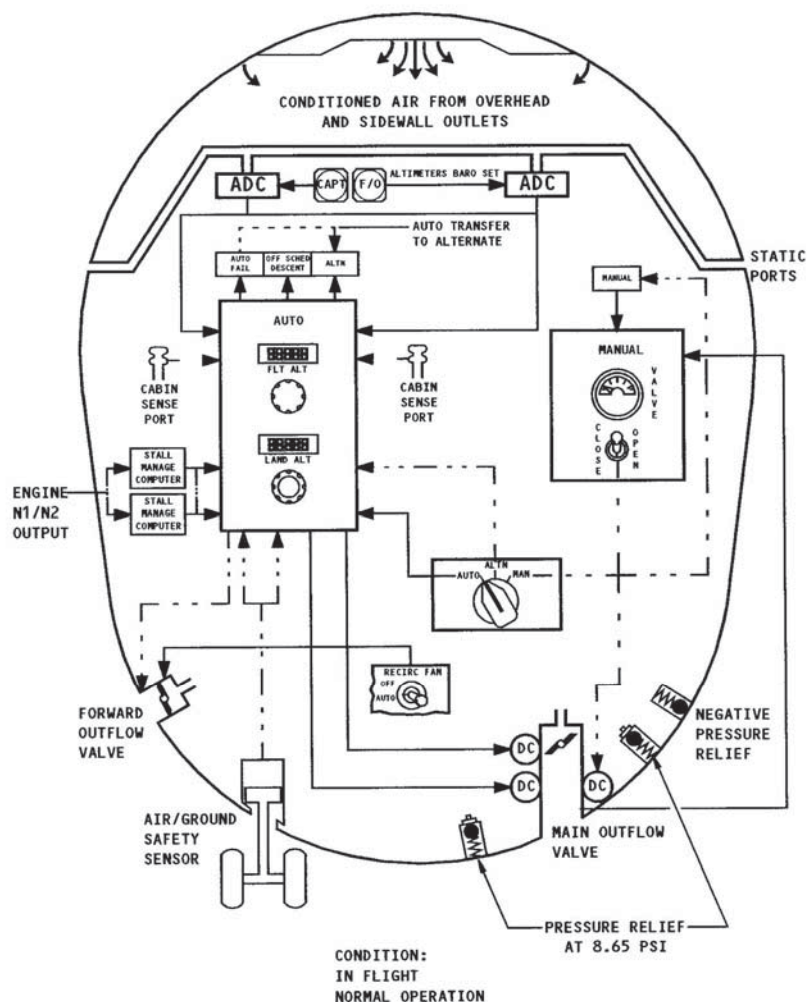 CONDITIONED AIR FROM OVERHEAD
AND SIDEWALL OUTLETS
ADC
CAPT
F/O
ALTIMETERS BARO SET
ADC
AUTO TRANSFER
TO ALTERNATE
AUTO
FAIL
OFF SCHED
DESCENT
ALTN
STATIC
PORTS
MANUAL
AUTO
FLT ALT
LAND ALT
CABIN
SENSE
PORT
CABIN
SENSE
PORT
MANUAL
VALVE
CLOSE
OPEN
STALL
MANAGE
COMPUTER
STALL
MANAGE
COMPUTER
ENGINE
N1/N2
OUTPUT
ALTN
AUTO
MAN
RECIRC FAN
OFF
AUTO
FORWARD
OUTFLOW
VALVE
NEGATIVE
PRESSURE
RELIEF
DC
DC
DC
AIR/GROUND
SAFETY
SENSOR
MAIN OUTFLOW
VALVE
PRESSURE RELIEF
AT 8.65 PSI
CONDITION:
IN FLIGHT
NORMAL OPERATION